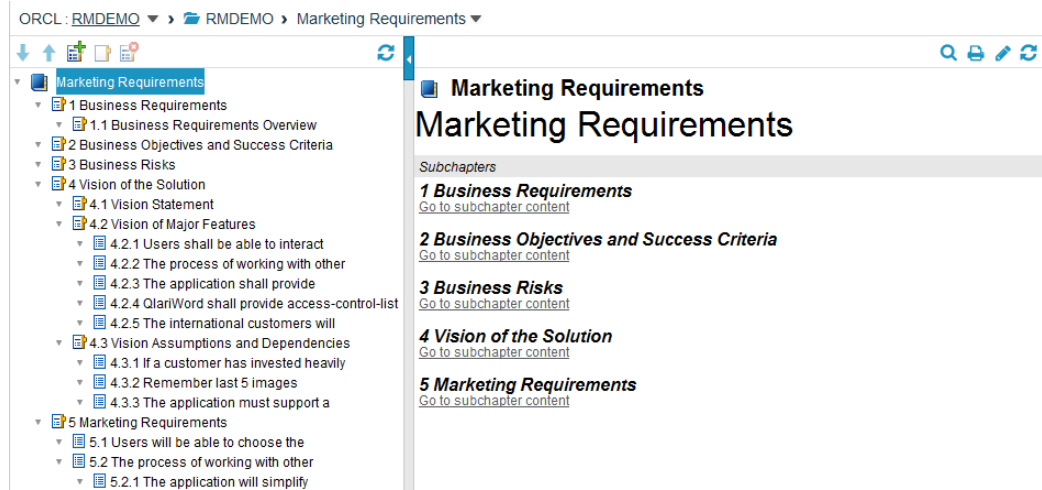 ORCL : RMDEMO › RMDEMO › Marketing Requirements
Marketing Requirements
1 Business Requirements
1.1 Business Requirements Overview
2 Business Objectives and Success Criteria
3 Business Risks
4 Vision of the Solution
4.1 Vision Statement
4.2 Vision of Major Features
4.2.1 Users shall be able to interact
4.2.2 The process of working with other
4.2.3 The application shall provide
4.2.4 QlariWord shall provide access-control-list
4.2.5 The international customers will
4.3 Vision Assumptions and Dependencies
4.3.1 If a customer has invested heavily
4.3.2 Remember last 5 images
4.3.3 The application must support a
5 Marketing Requirements
5.1 Users will be able to choose the
5.2 The process of working with other
5.2.1 The application will simplify
Marketing Requirements
Marketing Requirements
Subchapters
1 Business Requirements
Go to subchapter content
2 Business Objectives and Success Criteria
Go to subchapter content
3 Business Risks
Go to subchapter content
4 Vision of the Solution
Go to subchapter content
5 Marketing Requirements
Go to subchapter content